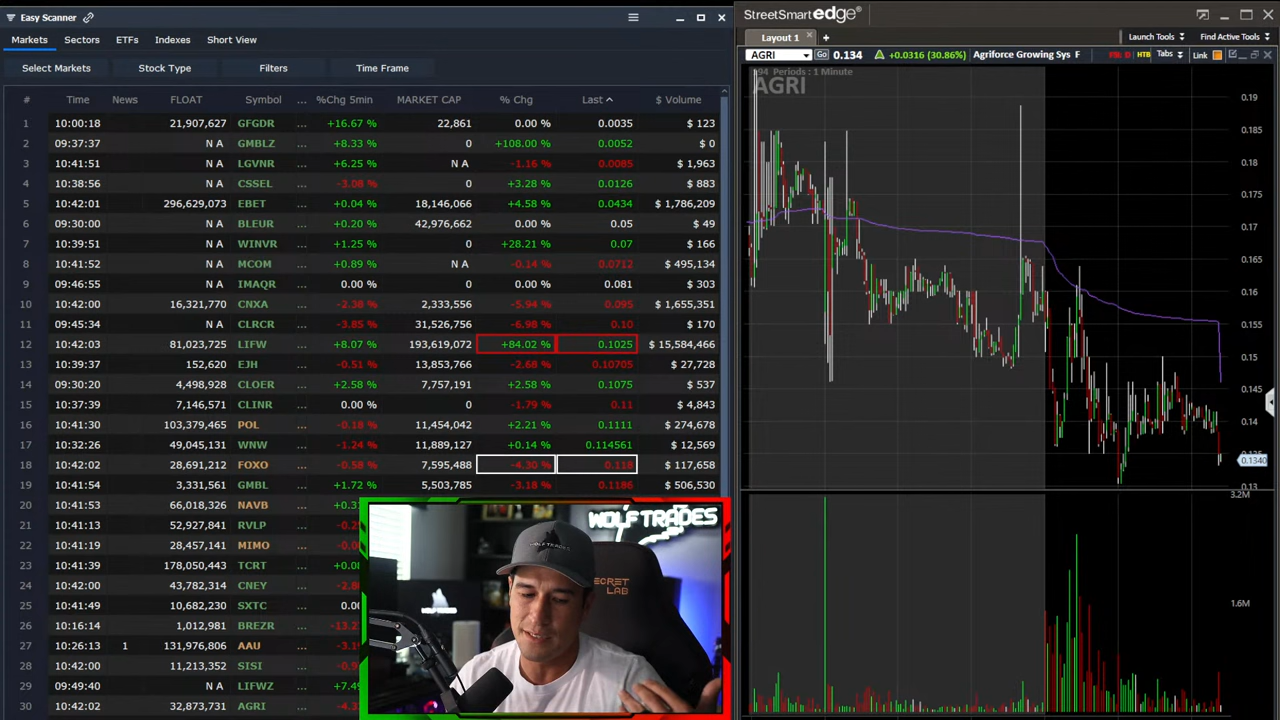 Easy Scanner
Markets Sectors ETFs Indexes Short View
Select Markets Stock Type Filters Time Frame
# Time News FLOAT Symbol ... %Chg 5min MARKET CAP % Chg Last $ Volume
1 10:00:18 21,907,627 GFGDR ... +16.67 % 22,861 0.00 % 0.0035 $ 123
2 09:37:37 N A GMBLZ ... +8.33 % 0 +108.00 % 0.0052 $ 0
3 10:41:51 N A LGVNR ... +6.25 % N A -1.16 % 0.0085 $ 1,963
4 10:38:56 N A CSSEL ... -3.08 % 0 +3.28 % 0.0126 $ 883
5 10:42:01 296,629,073 EBET ... +0.04 % 18,146,066 +4.58 % 0.0434 $ 1,786,209
6 09:30:20 N A BLEUR ... +0.20 % 42,976,662 0.00 % 0.05 $ 49
7 10:39:51 N A WINVR ... +1.25 % 0 +28.21 % 0.07 $ 166
8 10:41:52 N A MCOM ... +0.89 % N A -0.14 % 0.0712 $ 495,134
9 09:46:55 N A IMAQR ... 0.00 % 0 0.00 % 0.081 $ 303
10 10:42:00 16,321,770 CNXA ... -2.38 % 2,333,556 -5.94 % 0.095 $ 1,655,351
11 09:45:34 N A CLRCR ... -3.85 % 31,526,756 -6.98 % 0.10 $ 170
12 10:42:03 81,023,725 LIFW ... +8.07 % 193,619,072 +84.02 % 0.1025 $ 15,584,466
13 10:38:43 152,620 EJH ... -0.51 % 13,853,766 -2.68 % 0.10705 $ 27,728
14 09:30:20 4,498,928 CLOER ... +2.58 % 7,757,191 +2.58 % 0.1075 $ 537
15 10:37:39 7,146,571 CLINR ... 0.00 % 0 -1.79 % 0.11 $ 4,843
16 10:41:30 103,379,465 POL ... -0.18 % 11,454,042 +2.21 % 0.1111 $ 274,678
17 10:32:26 49,045,131 WNW ... -1.24 % 11,889,127 +0.14 % 0.114561 $ 12,569
18 10:42:02 28,691,212 FOXO ... -0.58 % 7,595,488 -4.30 % 0.118 $ 117,658
19 10:41:54 3,331,561 GMBL ... +1.72 % 5,503,785 -3.18 % 0.1186 $ 506,530
20 10:41:53 66,018,326 NAVB ...
21 10:41:13 52,927,841 RVLP ...
22 10:41:19 28,457,141 MIMO ...
23 10:41:39 178,050,443 TCRT ...
24 10:42:00 43,782,314 CNEY ...
25 10:41:49 10,682,230 SXTC ...
26 10:16:14 1,012,981 BREZR ...
27 10:26:13 1 131,976,806 AAU ...
28 10:42:00 11,213,352 SISI ...
29 09:49:40 N A LIFWZ ...
30 10:42:02 32,873,731 AGRI ...
WOLFTRADES
WOLFTRADES
SECRET
LAB
StreetSmart edge®
Layout 1 × + Launch Tools Find Active Tools
AGRI Go 0.134 +0.0316 (30.86%) Agriforce Growing Sys F HTB Tabs Link
94 Periods : 1 Minute
AGRI
0.19
0.18
0.175
0.17
0.165
0.16
0.155
0.15
0.145
0.14
0.1340
0.13
3.2M
1.6M